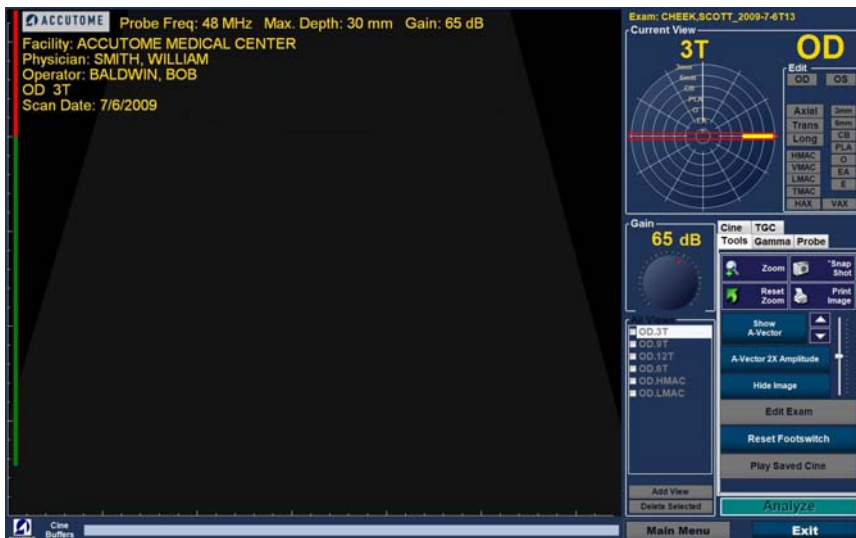 ACCUTOME Probe Freq: 48 MHz Max. Depth: 30 mm Gain: 65 dB
Facility: ACCUTOME MEDICAL CENTER
Physician: SMITH, WILLIAM
Operator: BALDWIN, BOB
OD 3T
Scan Date: 7/6/2009
Exam: CHEEK,SCOTT_2009-7-6T13
Current View
3T
OD
3mm
6mm
CB
PLA
O
EA
Edit
OD OS
Axial 3mm
Trans 6mm
Long CB
PLA
HMAC O
VMAC EA
LMAC E
TMAC
HAX VAX
Gain
65 dB
Cine TGC
Tools Gamma Probe
Zoom
*Snap
Shot
Reset
Zoom
Print
Image
Show
A-Vector
A-Vector 2X Amplitude
Hide Image
Edit Exam
Reset Footswitch
Play Saved Cine
Analyze
All Views
OD.3T
OD.9T
OD.12T
OD.6T
OD.HMAC
OD.LMAC
Add View
Delete Selected
Cine
Buffers
Main Menu
Exit